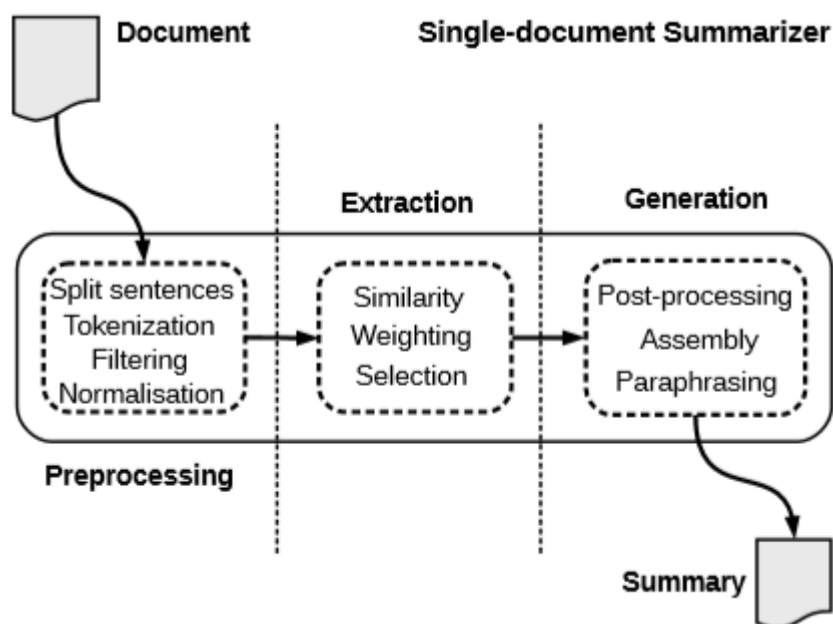 Document
Single-document Summarizer
Extraction
Generation
Split sentences
Tokenization
Filtering
Normalisation
Similarity
Weighting
Selection
Post-processing
Assembly
Paraphrasing
Preprocessing
Summary